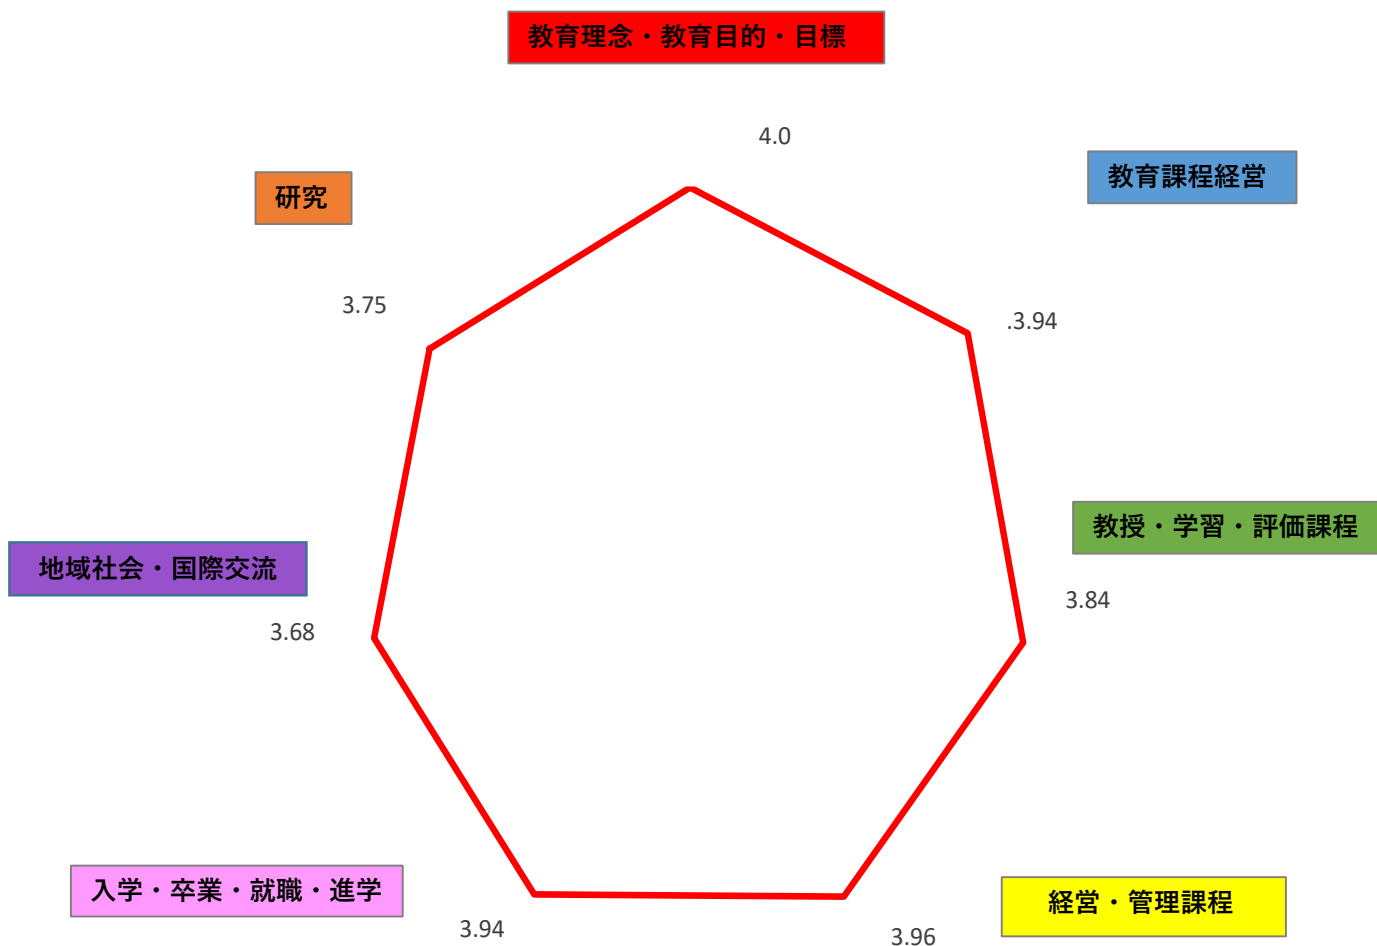 教育理念・教育目的・目標
4.0
教育課程経営
研究
3.75
.3.94
教授・学習・評価課程
地域社会・国際交流
3.84
3.68
入学・卒業・就職・進学
経営・管理課程
3.94
3.96